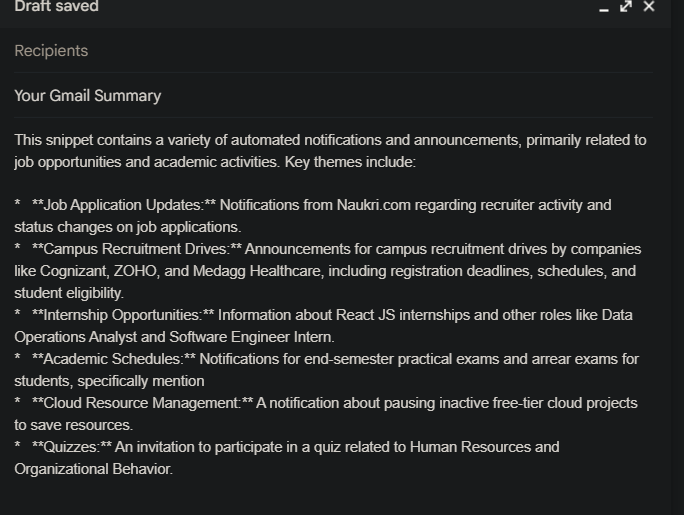 Draft saved
Recipients
Your Gmail Summary
This snippet contains a variety of automated notifications and announcements, primarily related to
job opportunities and academic activities. Key themes include:
*   **Job Application Updates:** Notifications from Naukri.com regarding recruiter activity and
status changes on job applications.
*   **Campus Recruitment Drives:** Announcements for campus recruitment drives by companies
like Cognizant, ZOHO, and Medagg Healthcare, including registration deadlines, schedules, and
student eligibility.
*   **Internship Opportunities:** Information about React JS internships and other roles like Data
Operations Analyst and Software Engineer Intern.
*   **Academic Schedules:** Notifications for end-semester practical exams and arrear exams for
students, specifically mention
*   **Cloud Resource Management:** A notification about pausing inactive free-tier cloud projects
to save resources.
*   **Quizzes:** An invitation to participate in a quiz related to Human Resources and
Organizational Behavior.